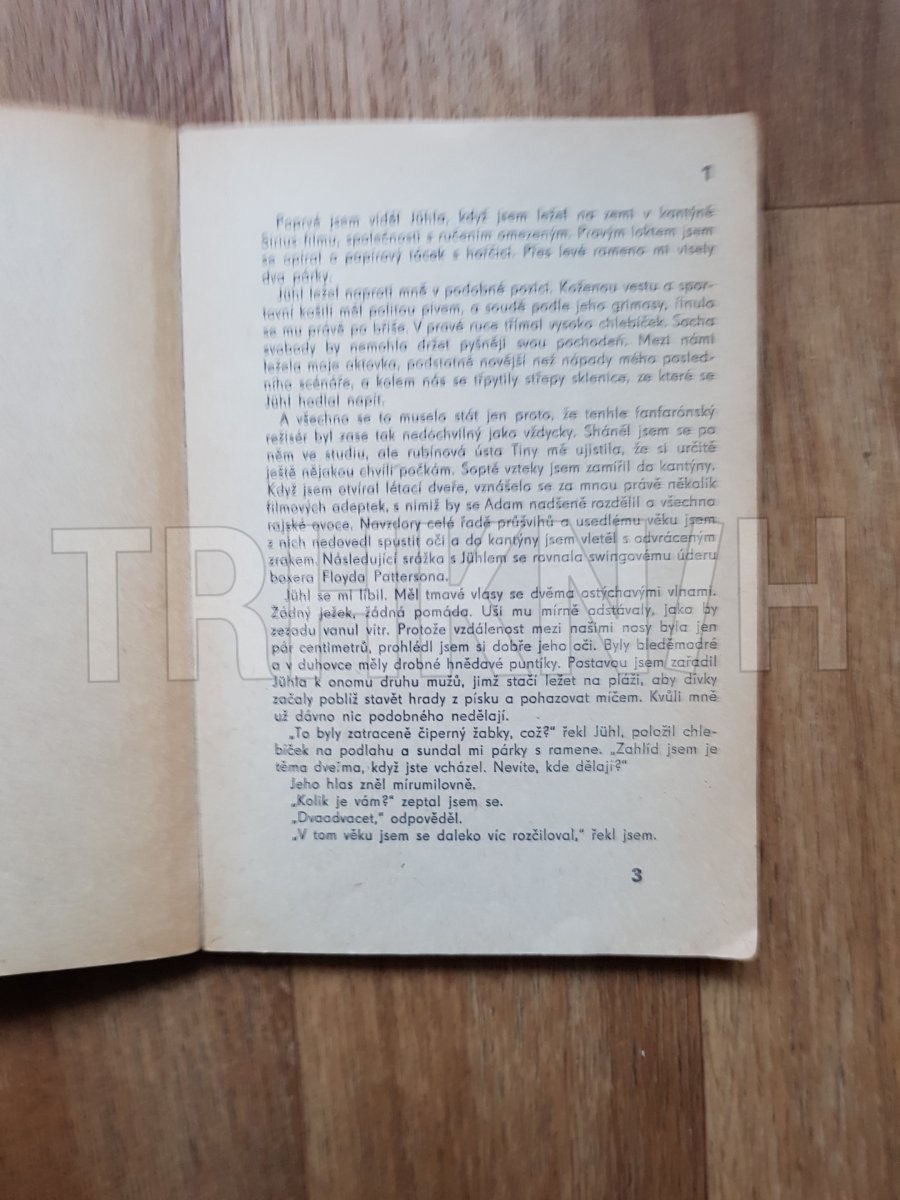 1
Poprvé jsem viděl Jühla, když jsem ležel na zemi v kantýně
Sirius filmu, společnosti s ručením omezeným. Pravým loktem jsem
se opíral o papírový tácek s hořčicí. Přes levé rameno mi visely
dva párky.
Jühl ležel naproti mně v podobné pozici. Koženou vestu a spor-
tovní košili měl politou pivem, a soudě podle jeho grimasy, řinulo
se mu právě po břiše. V pravé ruce třímal vysoko chlebíček. Socha
svobody by nemohla držet pyšněji svou pochodeň. Mezi námi
ležela moje aktovka, podstatně novější než nápady mého posled-
ního scénáře, a kolem nás se třpytily střepy sklenice, ze které se
Jühl hodlal napít.
A všechno se to muselo stát jen proto, že tenhle fanfarónský
režisér byl zase tak nedochvilný jako vždycky. Sháněl jsem se po
něm ve studiu, ale rubínová ústa Tiny mě ujistila, že si určitě
ještě nějakou chvíli počkám. Soptě vzteky jsem zamířil do kantýny.
Když jsem otvíral létací dveře, vznášelo se za mnou právě několik
filmových adeptek, s nimiž by se Adam nadšeně rozdělil o všechno
rajské ovoce. Navzdory celé řadě průšvihů a usedlému věku jsem
z nich nedovedl spustit oči a do kantýny jsem vletěl s odvráceným
zrakem. Následující srážka s Jühlem se rovnala swingovému úderu
boxera Floyda Pattersona.
Jühl se mi líbil. Měl tmavé vlasy se dvěma ostýchavými vlnami.
Žádný ježek, žádná pomáda. Uši mu mírně odstávaly, jako by
zezadu vanul vítr. Protože vzdálenost mezi našimi nosy byla jen
pár centimetrů, prohlédl jsem si dobře jeho oči. Byly bleděmodré
a v duhovce měly drobné hnědavé puntíky. Postavou jsem zařadil
Jühla k onomu druhu mužů, jimž stačí ležet na pláži, aby dívky
začaly poblíž stavět hrady z písku a pohazovat míčem. Kvůli mně
už dávno nic podobného nedělají.
„To byly zatraceně čiperný žabky, což?“ řekl Jühl, položil chle-
bíček na podlahu a sundal mi párky s ramene. „Zahlíd jsem je
těma dveřma, když jste vcházel. Nevíte, kde dělají?“
Jeho hlas zněl mírumilovně.
„Kolik je vám?“ zeptal jsem se.
„Dvaadvacet,“ odpověděl.
„V tom věku jsem se daleko víc rozčiloval,“ řekl jsem.
3
TRHKNIH